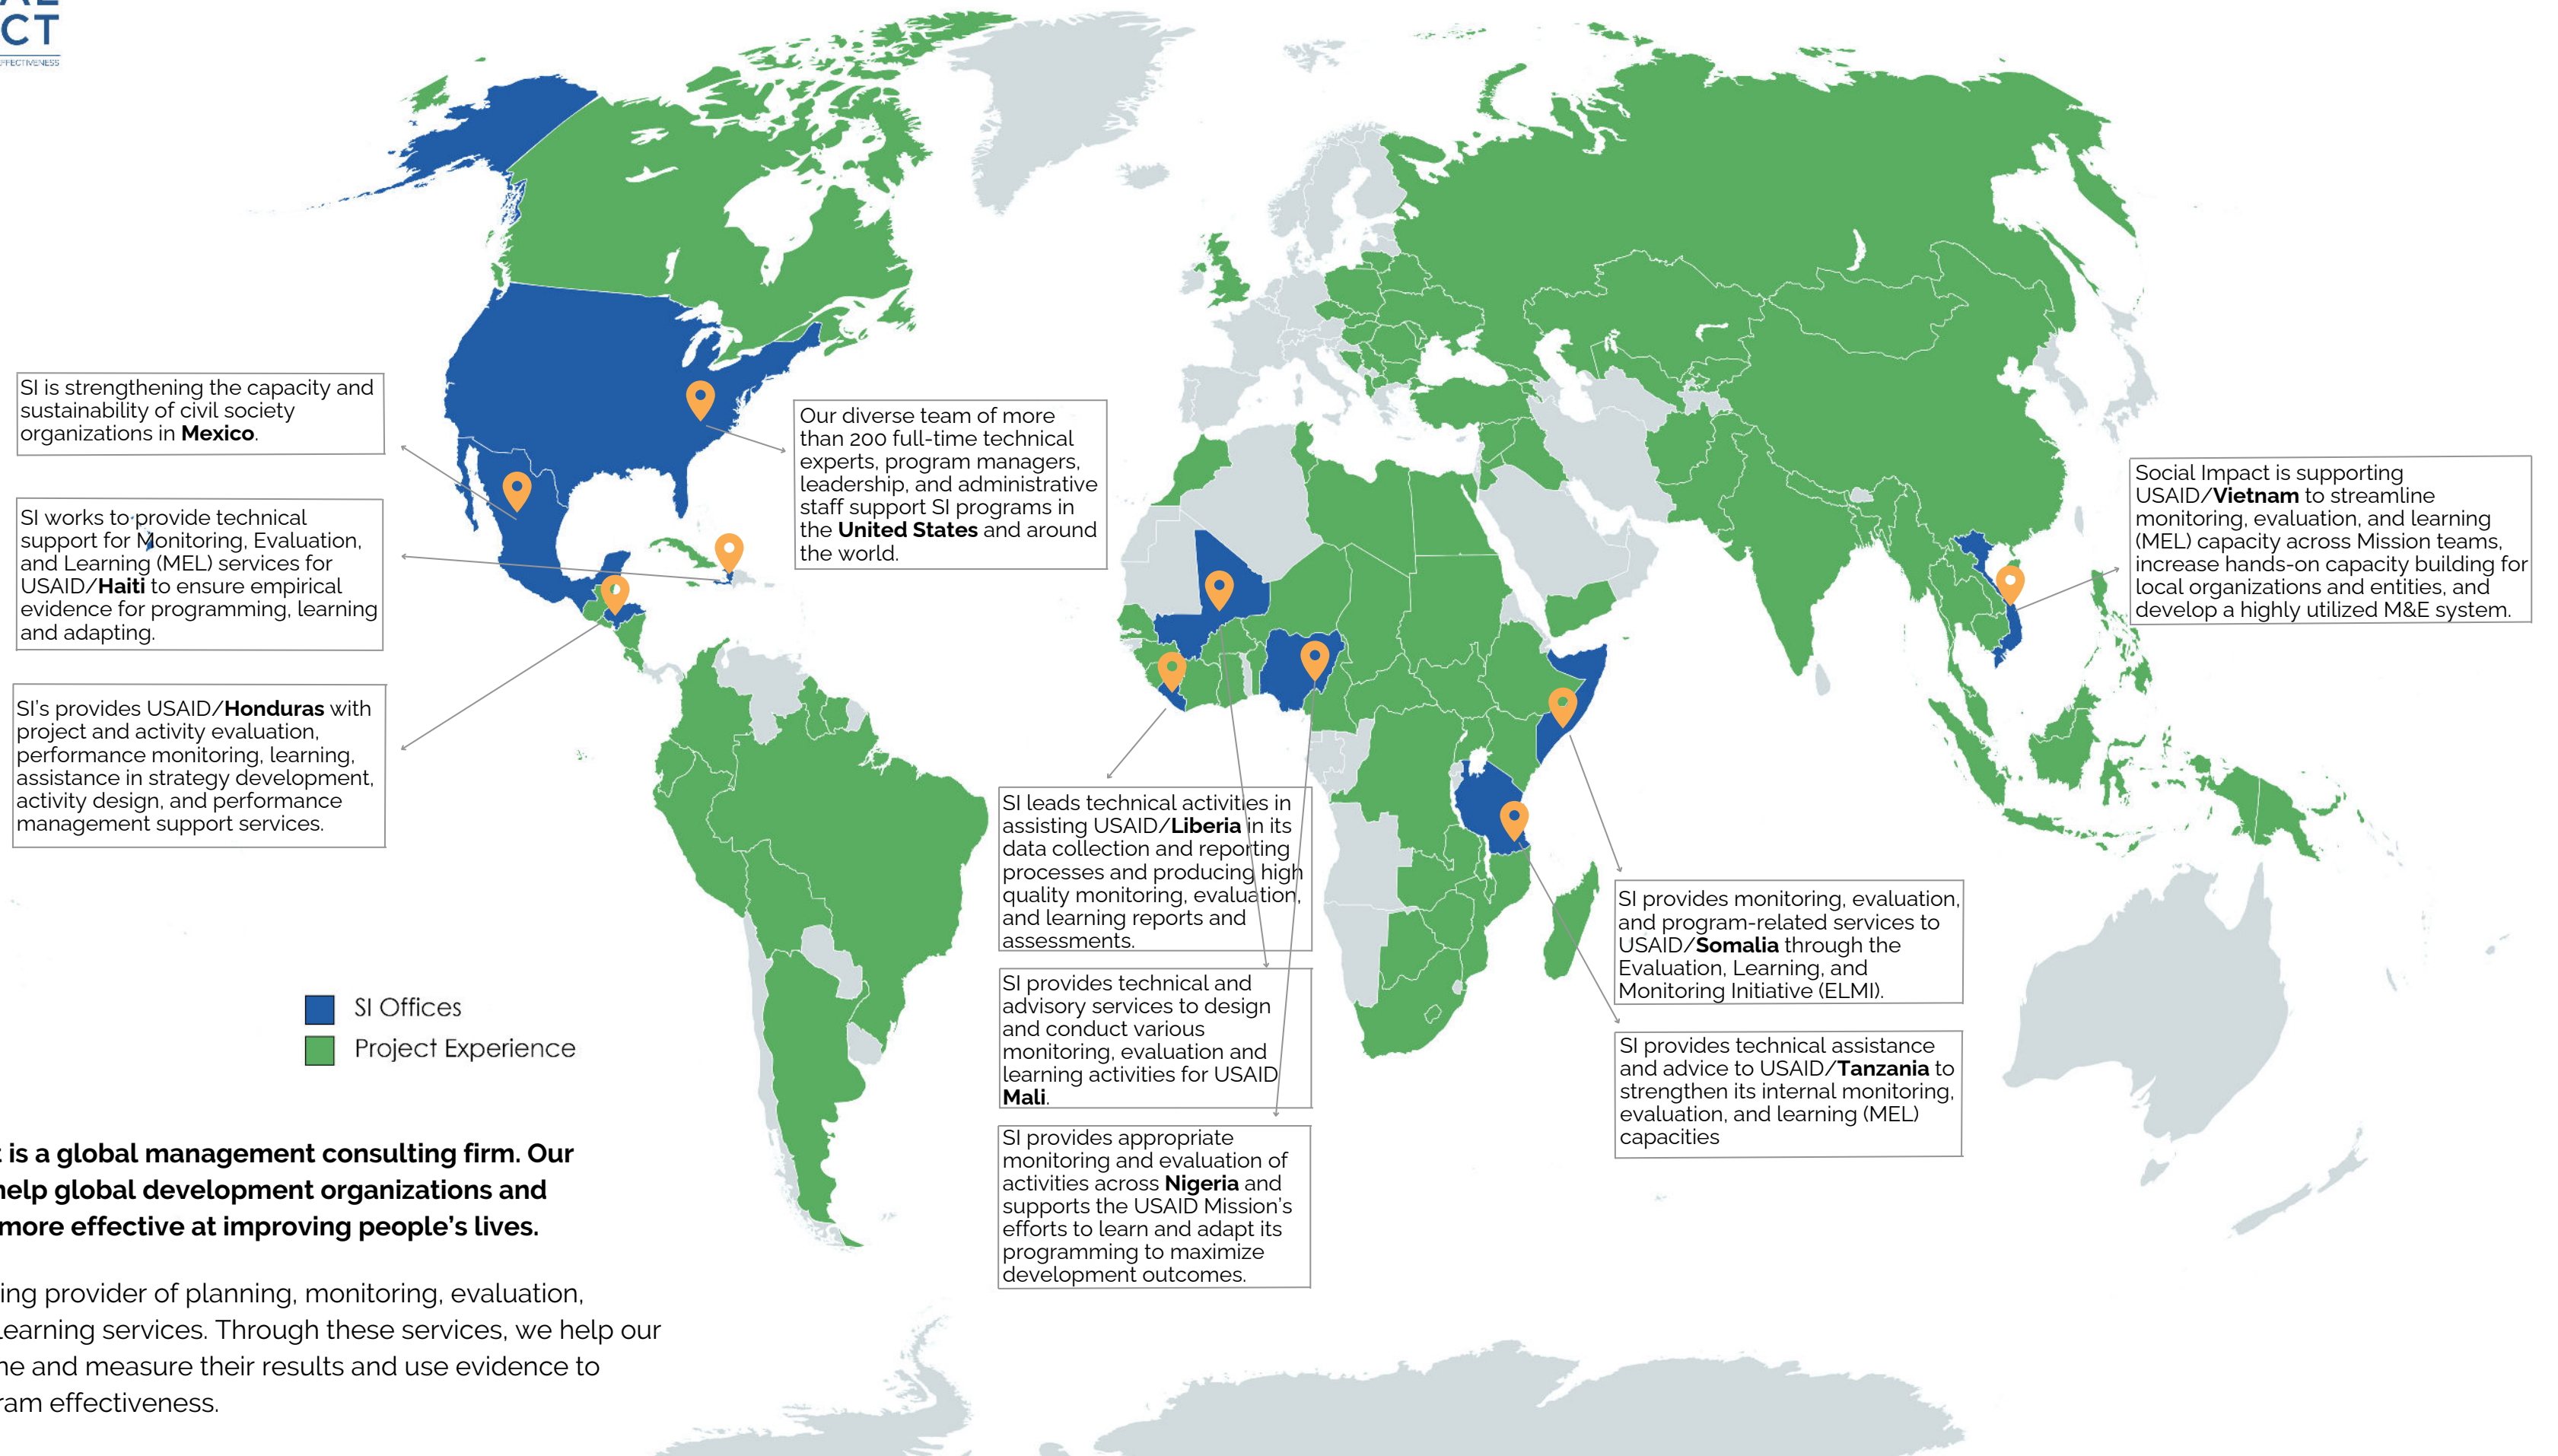 CT
EFFECTIVENESS
SI is strengthening the capacity and
sustainability of civil society
organizations in Mexico.
SI works to provide technical
support for Monitoring, Evaluation,
and Learning (MEL) services for
USAID/Haiti to ensure empirical
evidence for programming, learning
and adapting.
SI's provides USAID/Honduras with
project and activity evaluation,
performance monitoring, learning,
assistance in strategy development,
activity design, and performance
management support services.
Our diverse team of more
than 200 full-time technical
experts, program managers,
leadership, and administrative
staff support SI programs in
the United States and around
the world.
Social Impact is supporting
USAID/Vietnam to streamline
monitoring, evaluation, and learning
(MEL) capacity across Mission teams,
increase hands-on capacity building for
local organizations and entities, and
develop a highly utilized M&E system.
SI leads technical activities in
assisting USAID/Liberia in its
data collection and reporting
processes and producing high
quality monitoring, evaluation,
and learning reports and
assessments.
SI provides technical and
advisory services to design
and conduct various
monitoring, evaluation and
learning activities for USAID
Mali.
SI provides appropriate
monitoring and evaluation of
activities across Nigeria and
supports the USAID Mission's
efforts to learn and adapt its
programming to maximize
development outcomes.
SI provides monitoring, evaluation,
and program-related services to
USAID/Somalia through the
Evaluation, Learning, and
Monitoring Initiative (ELMI).
SI provides technical assistance
and advice to USAID/Tanzania to
strengthen its internal monitoring,
evaluation, and learning (MEL)
capacities
SI Offices
Project Experience
is a global management consulting firm. Our
help global development organizations and
more effective at improving people's lives.
ing provider of planning, monitoring, evaluation,
learning services. Through these services, we help our
ne and measure their results and use evidence to
ram effectiveness.